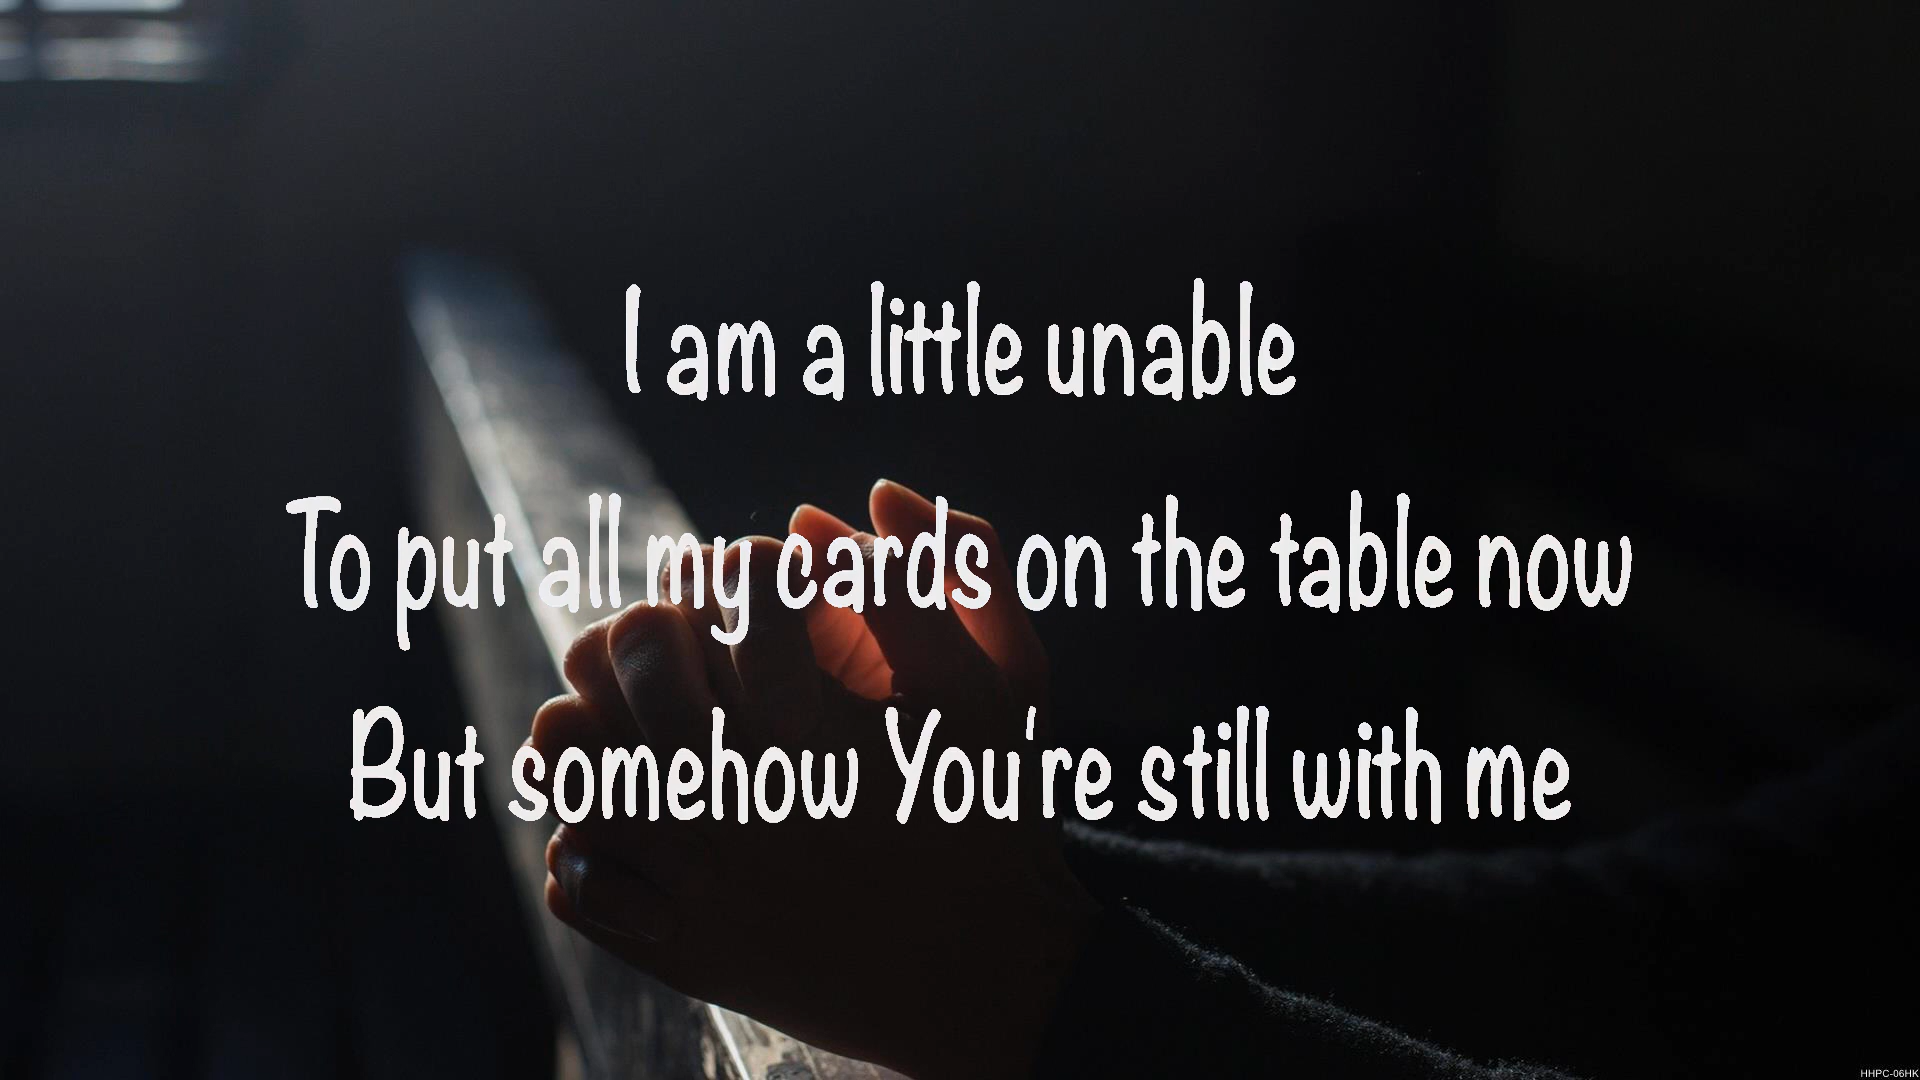 I am a little unable
To put all my cards on the table now
But somehow You're still with me
HHPC-06HK